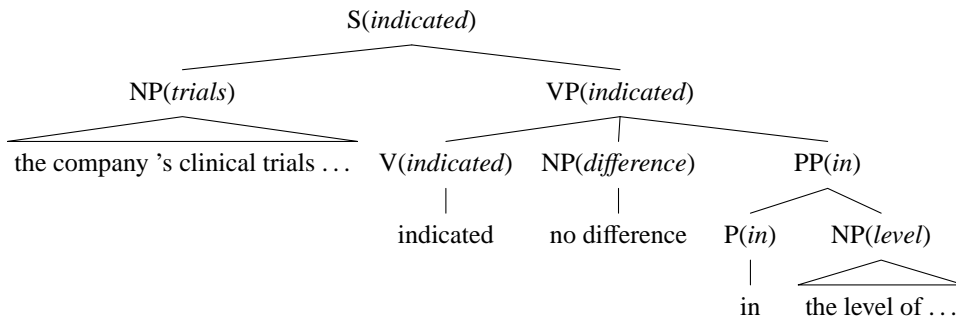 S(indicated)
NP(trials) VP(indicated)
the company 's clinical trials ... V(indicated) NP(difference) PP(in)
indicated no difference P(in) NP(level)
in the level of ...